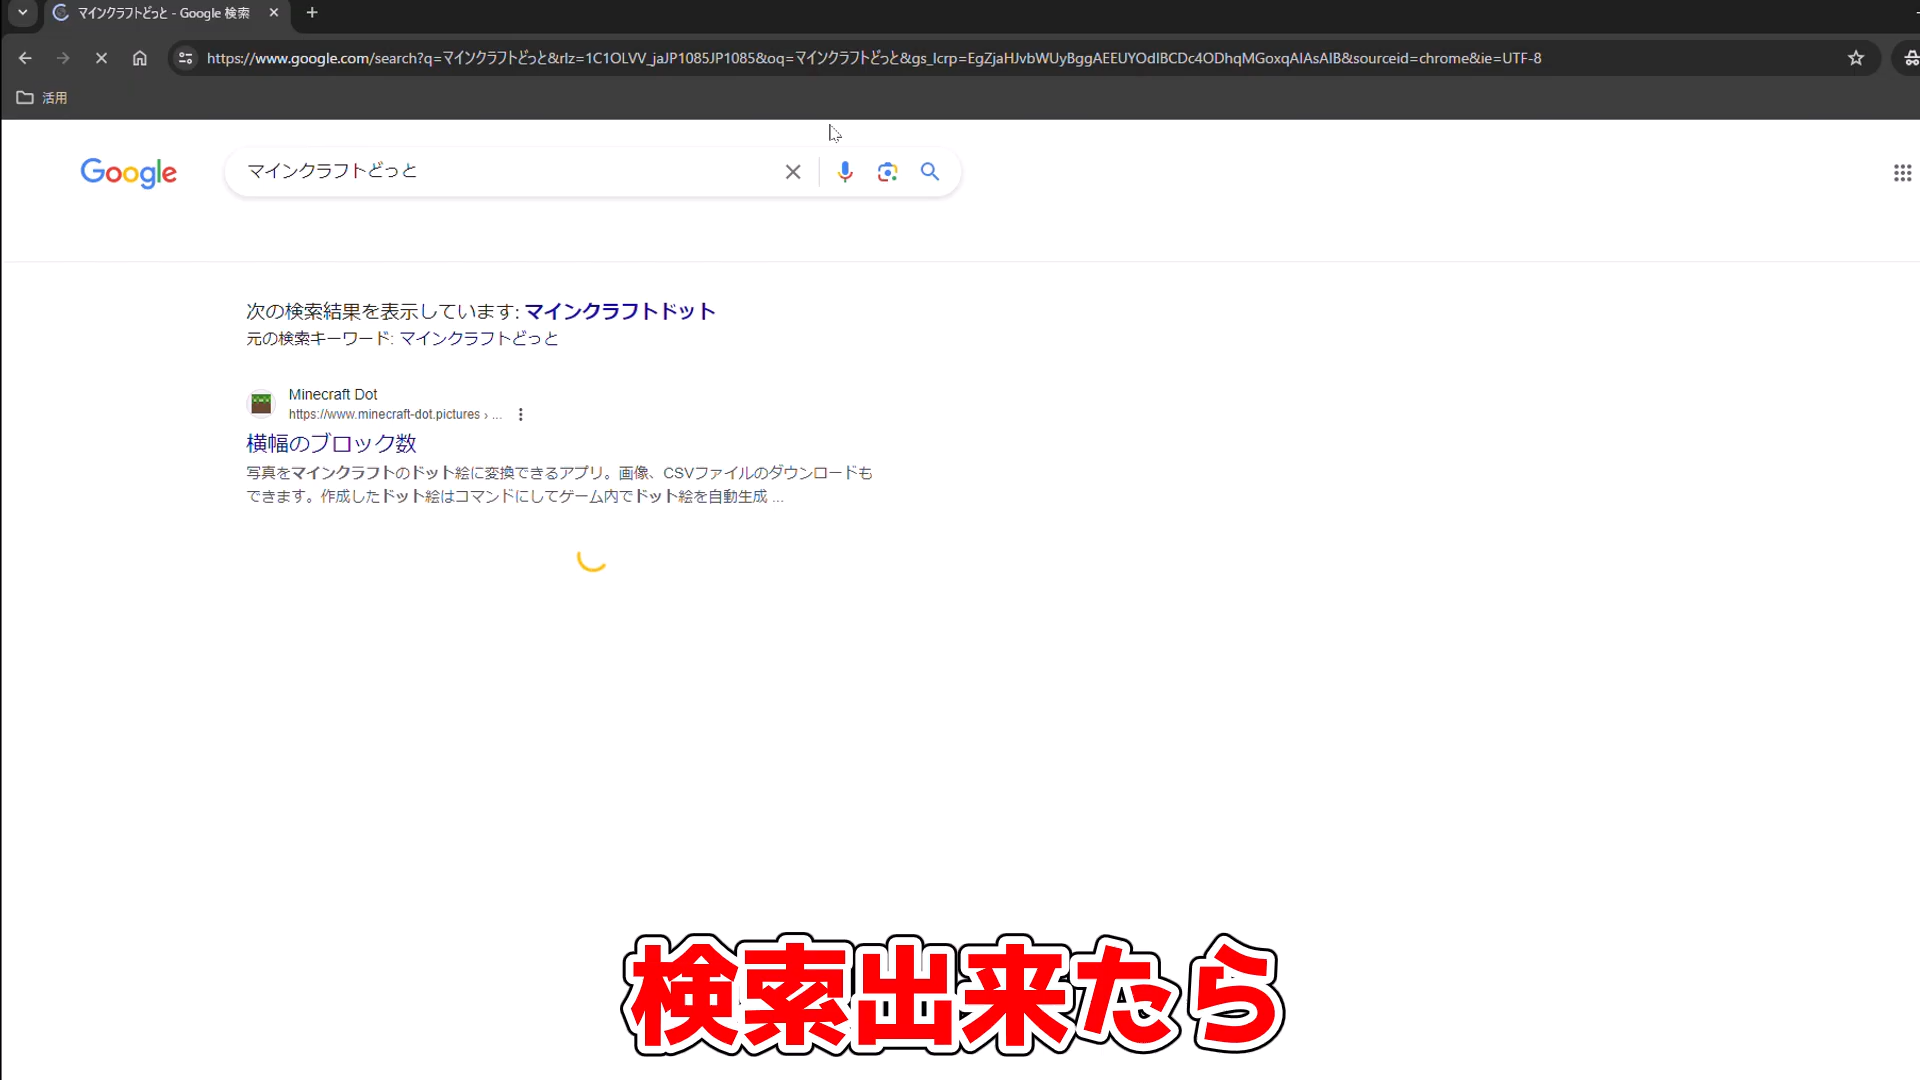 マインクラフトどっと - Google 検索
https://www.google.com/search?q=マインクラフトどっと&rlz=1C1OLVV_jaJP1085JP1085&oq=マインクラフトどっと&gs_lcrp=EgZjaHJvbWUyBggAEEUYOdIBCDc4ODhqMGoxqAIAsAIB&sourceid=chrome&ie=UTF-8
活用
Google
マインクラフトどっと
次の検索結果を表示しています: マインクラフトドット
元の検索キーワード: マインクラフトどっと
Minecraft Dot
https://www.minecraft-dot.pictures › ...
横幅のブロック数
写真をマインクラフトのドット絵に変換できるアプリ。画像、CSVファイルのダウンロードも
できます。作成したドット絵はコマンドにしてゲーム内でドット絵を自動生成 ...
検索出来たら